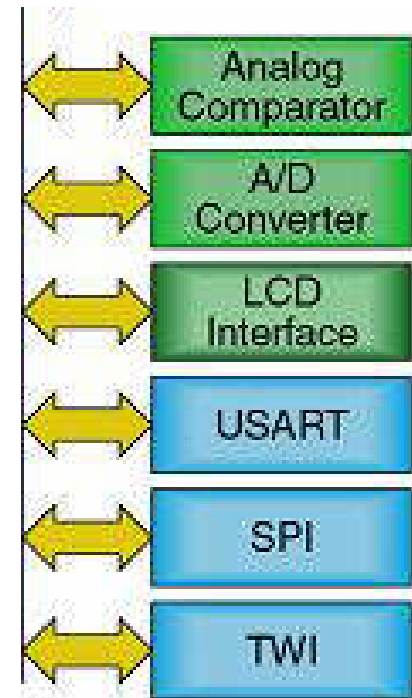 Analog
Comparator
A/D
Converter
LCD
Interface
USART
SPI
TWI